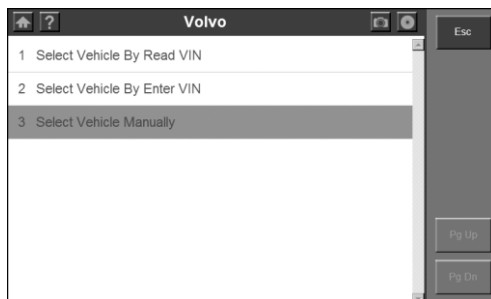 ?
Volvo
Esc
1 Select Vehicle By Read VIN
2 Select Vehicle By Enter VIN
3 Select Vehicle Manually
Pg Up
Pg Dn